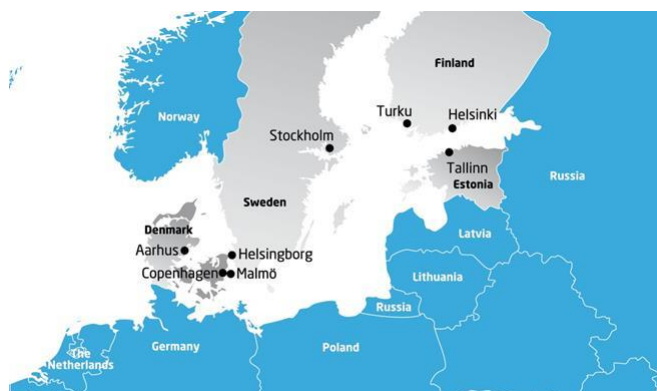 Finland
Turku
Helsinki
Norway
Stockholm
Tallinn
Estonia
Russia
Sweden
Denmark
Latvia
Aarhus
Helsingborg
Copenhagen
Malmö
Lithuania
Russia
The
Netherlands
Germany
Poland